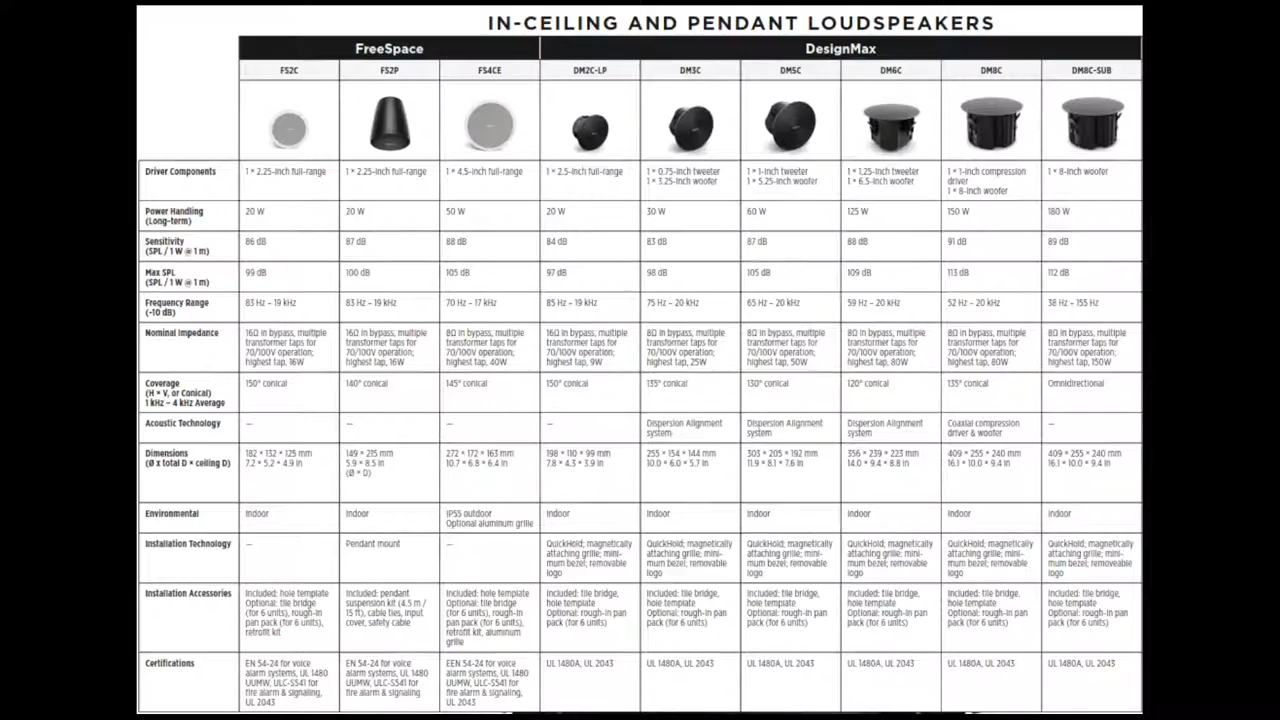 IN-CEILING AND PENDANT LOUDSPEAKERS
FreeSpace DesignMax
FS2C FS2P FS4CE DM2C-LP DM3C DM5C DM6C DM8C DM8C-SUB
Driver Components 1 × 2.25-inch full-range 1 × 2.25-inch full-range 1 × 4.5-inch full-range 1 × 2.5-inch full-range 1 × 0.75-inch tweeter 1 × 1-inch tweeter 1 × 1.25-inch tweeter 1 × 1-inch compression 1 × 8-inch woofer
1 × 3.25-inch woofer 1 × 5.25-inch woofer 1 × 6.5-inch woofer driver
1 × 8-inch woofer
Power Handling 20 W 20 W 50 W 20 W 30 W 60 W 125 W 150 W 180 W
(Long-term)
Sensitivity 86 dB 87 dB 88 dB 84 dB 83 dB 87 dB 88 dB 91 dB 89 dB
(SPL / 1 W @ 1 m)
Max SPL 99 dB 100 dB 105 dB 97 dB 98 dB 105 dB 109 dB 113 dB 112 dB
(SPL / 1 W @ 1 m)
Frequency Range 83 Hz – 19 kHz 83 Hz – 19 kHz 70 Hz – 17 kHz 85 Hz – 19 kHz 75 Hz – 20 kHz 65 Hz – 20 kHz 59 Hz – 20 kHz 52 Hz – 20 kHz 38 Hz – 155 Hz
(-10 dB)
Nominal Impedance 16Ω in bypass, multiple 16Ω in bypass, multiple 8Ω in bypass, multiple 16Ω in bypass, multiple 8Ω in bypass, multiple 8Ω in bypass, multiple 8Ω in bypass, multiple 8Ω in bypass, multiple 8Ω in bypass, multiple
transformer taps for transformer taps for transformer taps for transformer taps for transformer taps for transformer taps for transformer taps for transformer taps for transformer taps for
70/100V operation; 70/100V operation; 70/100V operation; 70/100V operation; 70/100V operation; 70/100V operation; 70/100V operation; 70/100V operation; 70/100V operation;
highest tap, 16W highest tap, 16W highest tap, 40W highest tap, 9W highest tap, 25W highest tap, 50W highest tap, 80W highest tap, 80W highest tap, 150W
Coverage 150° conical 140° conical 145° conical 150° conical 135° conical 130° conical 120° conical 135° conical Omnidirectional
(H × V, or Conical)
1 kHz – 4 kHz Average
Acoustic Technology — — — — Dispersion Alignment Dispersion Alignment Dispersion Alignment Coaxial compression —
system system system driver & woofer
Dimensions 182 × 132 × 125 mm 149 × 215 mm 272 × 172 × 163 mm 198 × 110 × 99 mm 255 × 154 × 144 mm 303 × 205 × 192 mm 356 × 239 × 223 mm 409 × 255 × 240 mm 409 × 255 × 240 mm
(Ø x total D × ceiling D) 7.2 × 5.2 × 4.9 in 5.9 × 8.5 in 10.7 × 6.8 × 6.4 in 7.8 × 4.3 × 3.9 in 10.0 × 6.0 × 5.7 in 11.9 × 8.1 × 7.6 in 14.0 × 9.4 × 8.8 in 16.1 × 10.0 × 9.4 in 16.1 × 10.0 × 9.4 in
(Ø × D)
Environmental Indoor Indoor IP55 outdoor Indoor Indoor Indoor Indoor Indoor Indoor
Optional aluminum grille
Installation Technology — Pendant mount — QuickHold; magnetically QuickHold; magnetically QuickHold; magnetically QuickHold; magnetically QuickHold; magnetically QuickHold; magnetically
attaching grille; mini- attaching grille; mini- attaching grille; mini- attaching grille; mini- attaching grille; mini- attaching grille; mini-
mum bezel; removable mum bezel; removable mum bezel; removable mum bezel; removable mum bezel; removable mum bezel; removable
logo logo logo logo logo logo
Installation Accessories Included: hole template Included: pendant Included: hole template Included: tile bridge, Included: tile bridge, Included: tile bridge, Included: tile bridge, Included: tile bridge, Included: tile bridge,
Optional: tile bridge suspension kit (4.5 m / Optional: tile bridge hole template hole template hole template hole template hole template hole template
(for 6 units), rough-in 15 ft), cable ties, input (for 6 units), rough-in Optional: rough-in pan Optional: rough-in pan Optional: rough-in pan Optional: rough-in pan Optional: rough-in pan Optional: rough-in pan
pan pack (for 6 units), cover, safety cable pan pack (for 6 units), pack (for 6 units) pack (for 6 units) pack (for 6 units) pack (for 6 units) pack (for 6 units) pack (for 6 units)
retrofit kit retrofit kit, aluminum
grille
Certifications EN 54-24 for voice EN 54-24 for voice EEN 54-24 for voice UL 1480A, UL 2043 UL 1480A, UL 2043 UL 1480A, UL 2043 UL 1480A, UL 2043 UL 1480A, UL 2043 UL 1480A, UL 2043
alarm systems, UL 1480 alarm systems, UL 1480 alarm systems, UL 1480
UUMW, ULC-S541 for UUMW, ULC-S541 for UUMW, ULC-S541 for
fire alarm & signaling, fire alarm & signaling fire alarm & signaling,
UL 2043 UL 2043